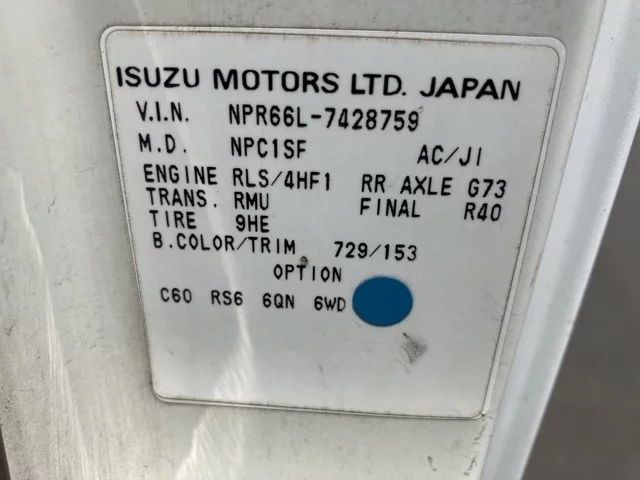 ISUZU MOTORS LTD. JAPAN
V.I.N. NPR66L-7428759
M.D. NPC1SF AC/JI
ENGINE RLS/4HF1 RR AXLE G73
TRANS. RMU FINAL R40
TIRE 9HE
B.COLOR/TRIM 729/153
OPTION
C60 RS6 6QN 6WD